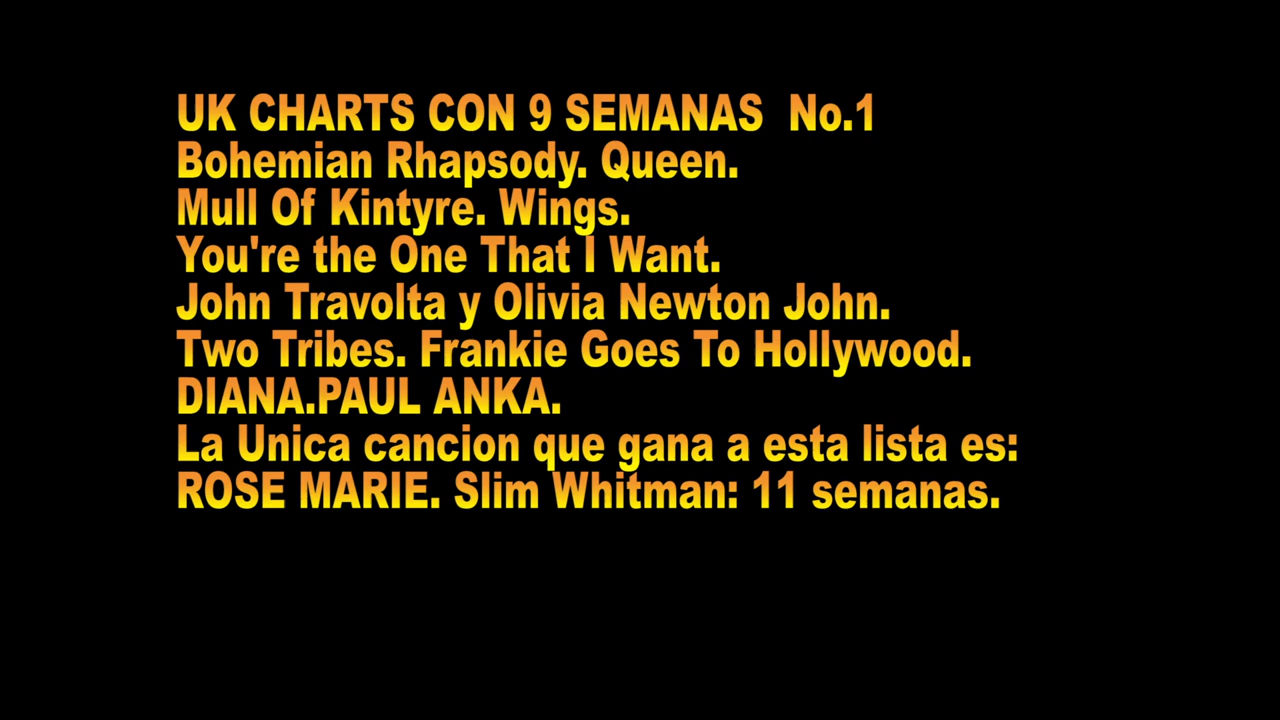 UK CHARTS CON 9 SEMANAS  No.1
Bohemian Rhapsody. Queen.
Mull Of Kintyre. Wings.
You're the One That I Want.
John Travolta y Olivia Newton John.
Two Tribes. Frankie Goes To Hollywood.
DIANA.PAUL ANKA.
La Unica cancion que gana a esta lista es:
ROSE MARIE. Slim Whitman: 11 semanas.